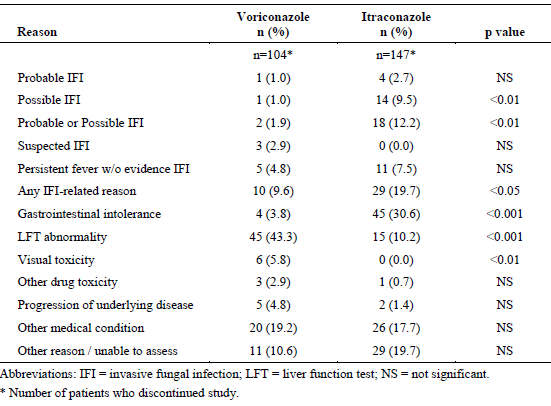 Voriconazole Itraconazole
Reason n (%) n (%) p value
n=104* n=147*
Probable IFI 1 (1.0) 4 (2.7) NS
Possible IFI 1 (1.0) 14 (9.5) <0.01
Probable or Possible IFI 2 (1.9) 18 (12.2) <0.01
Suspected IFI 3 (2.9) 0 (0.0) NS
Persistent fever w/o evidence IFI 5 (4.8) 11 (7.5) NS
Any IFI-related reason 10 (9.6) 29 (19.7) <0.05
Gastrointestinal intolerance 4 (3.8) 45 (30.6) <0.001
LFT abnormality 45 (43.3) 15 (10.2) <0.001
Visual toxicity 6 (5.8) 0 (0.0) <0.01
Other drug toxicity 3 (2.9) 1 (0.7) NS
Progression of underlying disease 5 (4.8) 2 (1.4) NS
Other medical condition 20 (19.2) 26 (17.7) NS
Other reason / unable to assess 11 (10.6) 29 (19.7) NS
Abbreviations: IFI = invasive fungal infection; LFT = liver function test; NS = not significant.
* Number of patients who discontinued study.